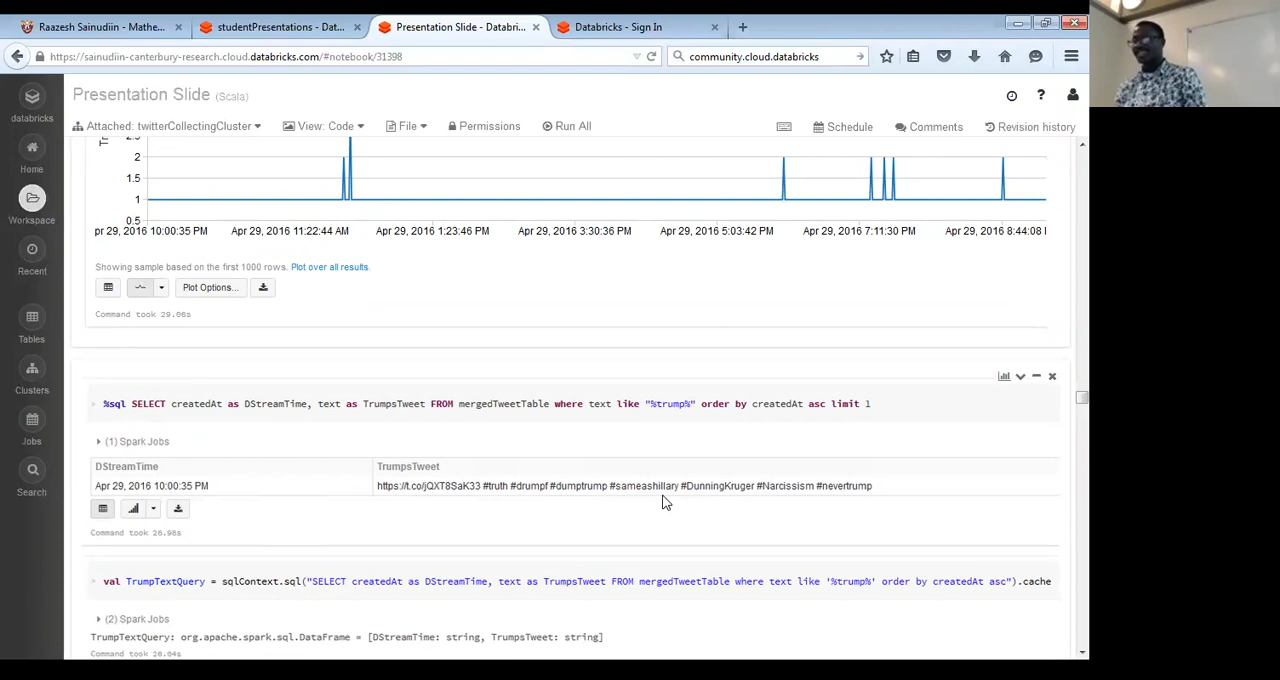 Raazesh Sainudiin - Mathe...
studentPresentations - Dat...
Presentation Slide - Databri...
Databricks - Sign In
https://sainudiin-canterbury-research.cloud.databricks.com/#notebook/31398
community.cloud.databricks
databricks
Home
Workspace
Recent
Tables
Clusters
Jobs
Search
Presentation Slide (Scala)
Attached: twitterCollectingCluster
View: Code
File
Permissions
Run All
Schedule
Comments
Revision history
2.5
2
1.5
1
0.5
pr 29, 2016 10:00:35 PM
Apr 29, 2016 11:22:44 AM
Apr 29, 2016 1:23:46 PM
Apr 29, 2016 3:30:36 PM
Apr 29, 2016 5:03:42 PM
Apr 29, 2016 7:11:30 PM
Apr 29, 2016 8:44:08
Showing sample based on the first 1000 rows. Plot over all results.
Plot Options...
Command took 29.06s
%sql SELECT createdAt as DStreamTime, text as TrumpsTweet FROM mergedTweetTable where text like "%trump%" order by createdAt asc limit 1
(1) Spark Jobs
DStreamTime
TrumpsTweet
Apr 29, 2016 10:00:35 PM
https://t.co/jQXT8SaK33 #truth #drumpf #dumptrump #sameashillary #DunningKruger #Narcissism #nevertrump
Command took 26.98s
val TrumpTextQuery = sqlContext.sql("SELECT createdAt as DStreamTime, text as TrumpsTweet FROM mergedTweetTable where text like '%trump%' order by createdAt asc").cache
(2) Spark Jobs
TrumpTextQuery: org.apache.spark.sql.DataFrame = [DStreamTime: string, TrumpsTweet: string]
Command took 26.64s